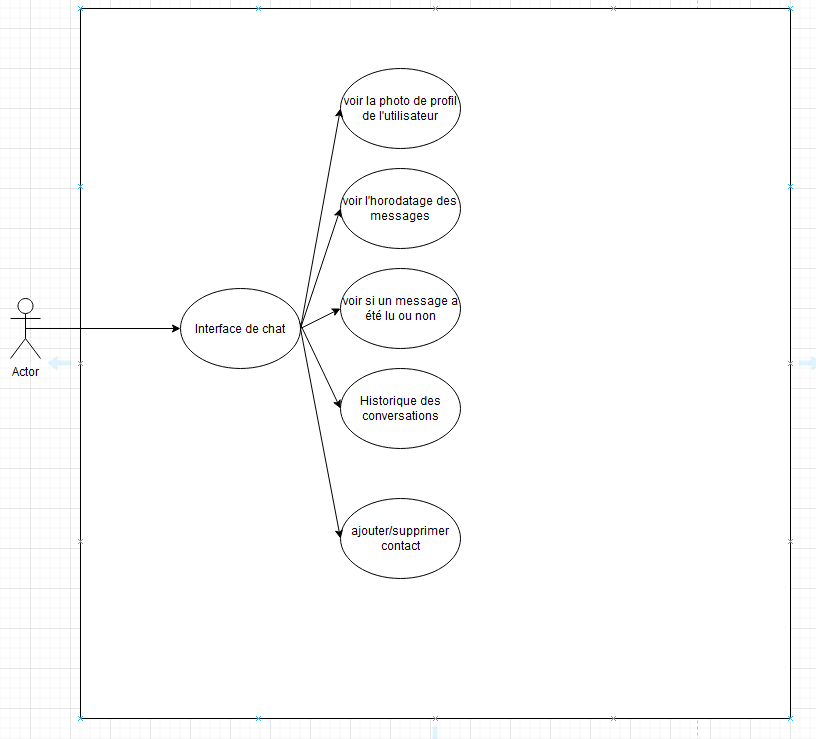 voir la photo de profil
de l'utilisateur
voir l'horodatage des
messages
voir si un message a
été lu ou non
Interface de chat
Actor
Historique des
conversations
ajouter/supprimer
contact